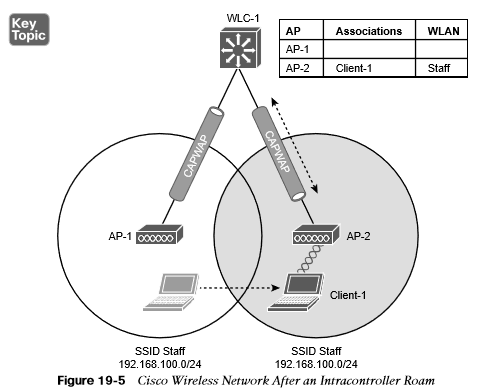 Key
Topic
WLC-1
AP Associations WLAN
AP-1
AP-2 Client-1 Staff
CAPWAP
CAPWAP
AP-1
AP-2
Client-1
SSID Staff
192.168.100.0/24
SSID Staff
192.168.100.0/24
Figure 19-5 Cisco Wireless Network After an Intracontroller Roam